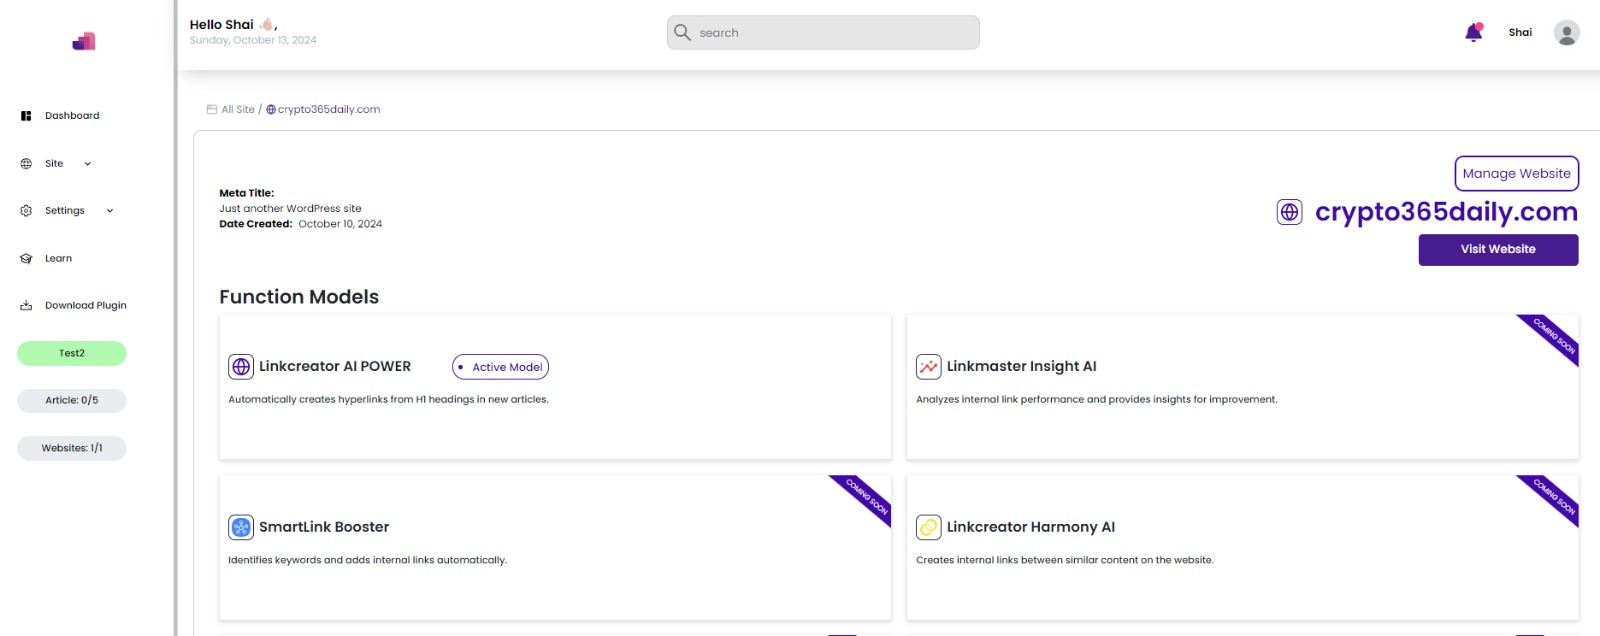 Hello Shai 👋🏻,
Sunday, October 13, 2024
search
Shai
Dashboard
Site
Settings
Learn
Download Plugin
Test2
Article: 0/5
Websites: 1/1
All Site / crypto365daily.com
Meta Title:
Just another WordPress site
Date Created: October 10, 2024
Manage Website
crypto365daily.com
Visit Website
Function Models
Linkcreator AI POWER
• Active Model
Automatically creates hyperlinks from H1 headings in new articles.
COMING SOON
Linkmaster Insight AI
Analyzes internal link performance and provides insights for improvement.
COMING SOON
SmartLink Booster
Identifies keywords and adds internal links automatically.
COMING SOON
Linkcreator Harmony AI
Creates internal links between similar content on the website.